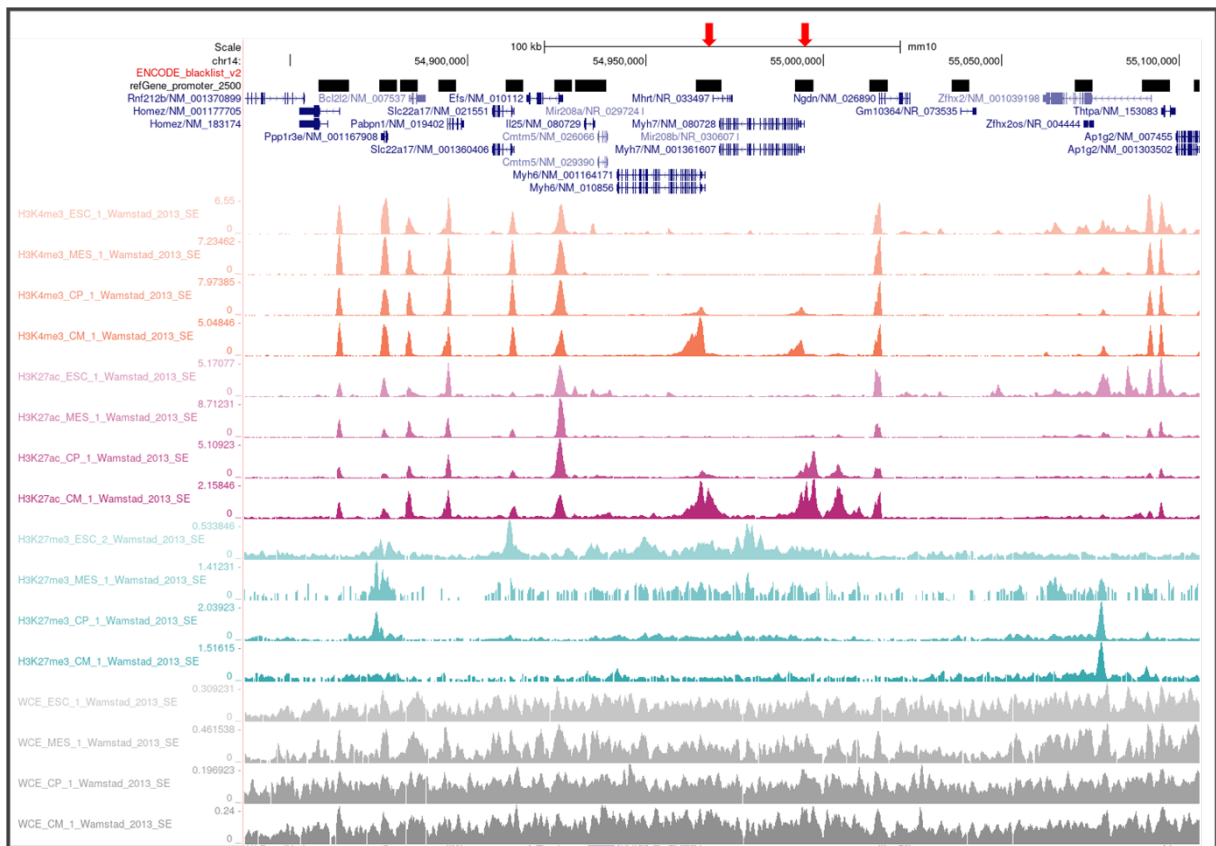 Scale 100 kb mm10
chr14: 54,900,000 54,950,000 55,000,000 55,050,000 55,100,000
ENCODE_blacklist_v2
refGene_promoter_2500
Rnf212b/NM_001370899 Bcl2l2/NM_007537 Efs/NM_010112 Mhrt/NR_033497 Ngdn/NM_026890 Zfhx2/NM_001039198
Homez/NM_001177705 Slc22a17/NM_021551 Mir208a/NR_029724 Gm10364/NR_073535 Thtpa/NM_153083
Homez/NM_183174 Pabpn1/NM_019402 Il25/NM_080729 Myh7/NM_080728 Zfhx2os/NR_004444
Ppp1r3e/NM_001167908 Cmtm5/NM_026066 Mir208b/NR_030607 Ap1g2/NM_007455
Slc22a17/NM_001360406 Myh7/NM_001361607 Ap1g2/NM_001303502
Cmtm5/NM_029390
Myh6/NM_001164171
Myh6/NM_010856
6.55
H3K4me3_ESC_1_Wamstad_2013_SE
0
7.23462
H3K4me3_MES_1_Wamstad_2013_SE
0
7.97385
H3K4me3_CP_1_Wamstad_2013_SE
0
5.04846
H3K4me3_CM_1_Wamstad_2013_SE
0
5.17077
H3K27ac_ESC_1_Wamstad_2013_SE
0
8.71231
H3K27ac_MES_1_Wamstad_2013_SE
0
5.10923
H3K27ac_CP_1_Wamstad_2013_SE
0
2.15846
H3K27ac_CM_1_Wamstad_2013_SE
0
0.533846
H3K27me3_ESC_2_Wamstad_2013_SE
0
1.41231
H3K27me3_MES_1_Wamstad_2013_SE
0
2.03923
H3K27me3_CP_1_Wamstad_2013_SE
0
1.51615
H3K27me3_CM_1_Wamstad_2013_SE
0
0.309231
WCE_ESC_1_Wamstad_2013_SE
0
0.461538
WCE_MES_1_Wamstad_2013_SE
0
0.196923
WCE_CP_1_Wamstad_2013_SE
0
0.24
WCE_CM_1_Wamstad_2013_SE
0